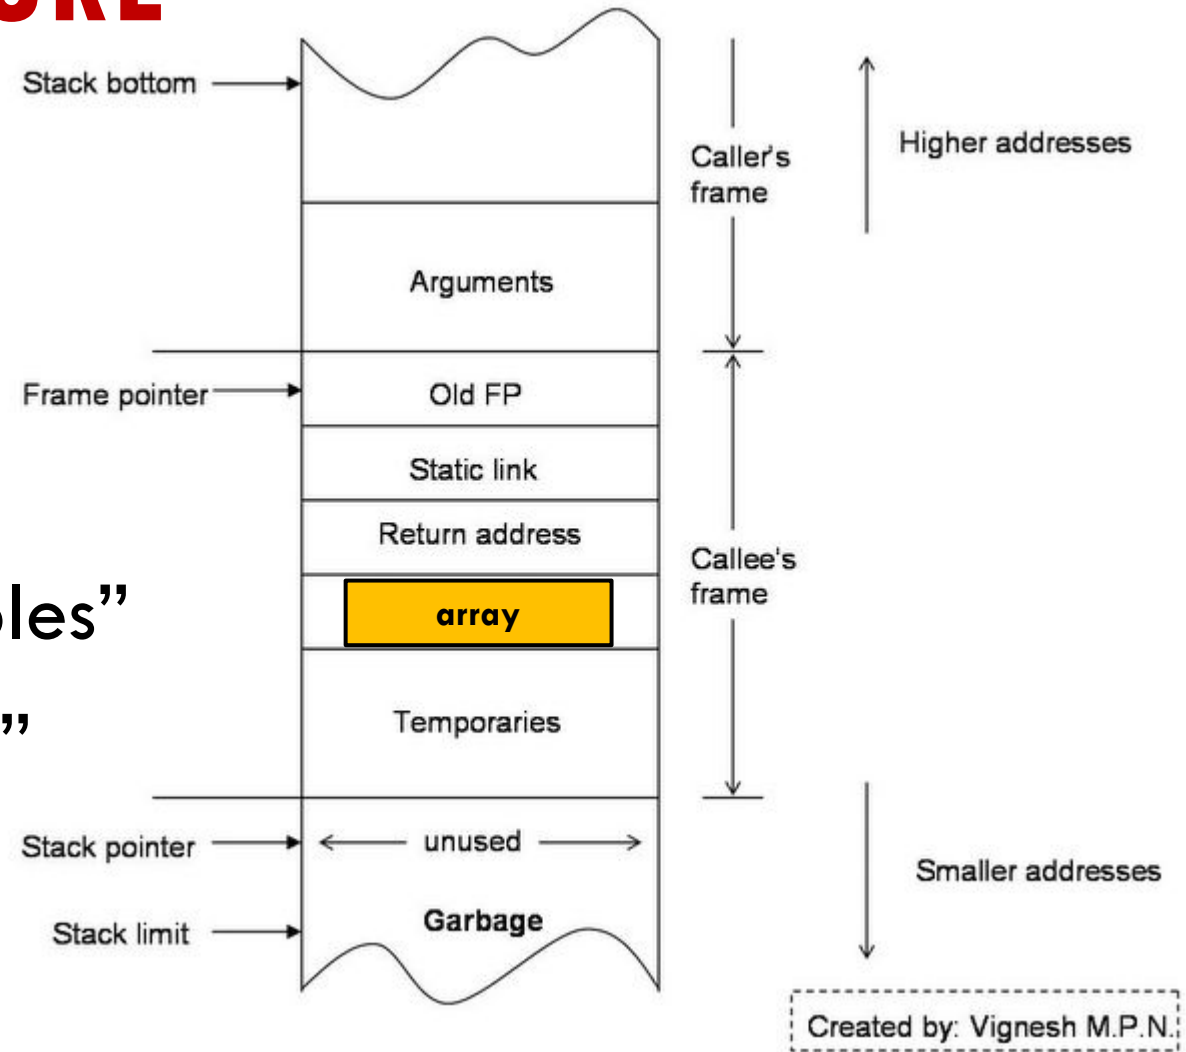 Stack bottom
Higher addresses
Caller's
frame
Arguments
Frame pointer
Old FP
Static link
Return address
Callee's
frame
array
Temporaries
Stack pointer
unused
Smaller addresses
Garbage
Stack limit
Created by: Vignesh M.P.N.